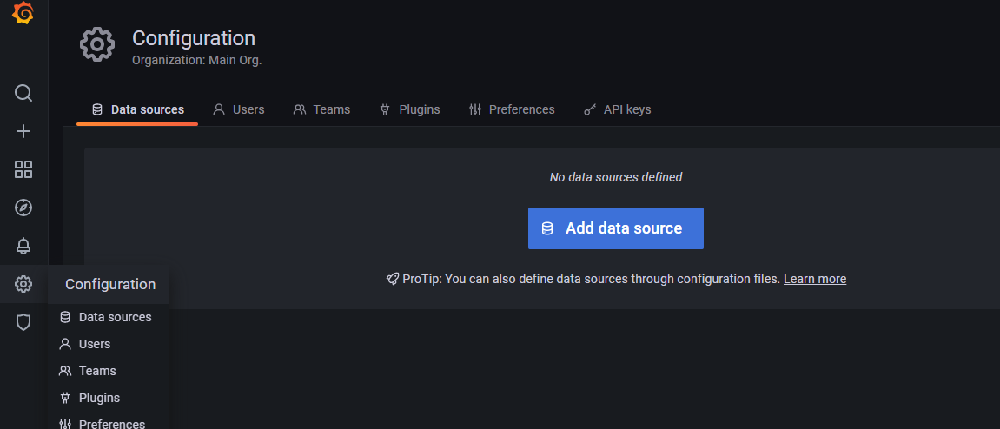 Configuration
Organization: Main Org.
Data sources Users Teams Plugins Preferences API keys
No data sources defined
Add data source
ProTip: You can also define data sources through configuration files. Learn more
Configuration
Data sources
Users
Teams
Plugins
Preferences